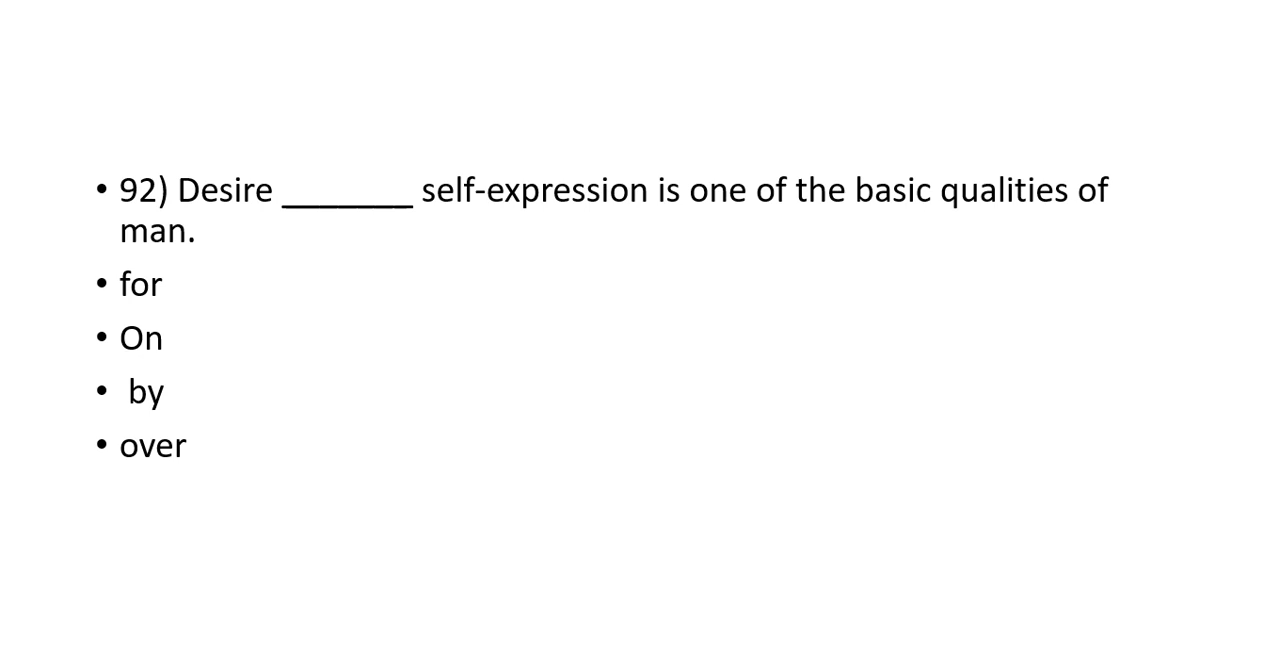 • 92) Desire _______ self-expression is one of the basic qualities of
man.
• for
• On
• by
• over